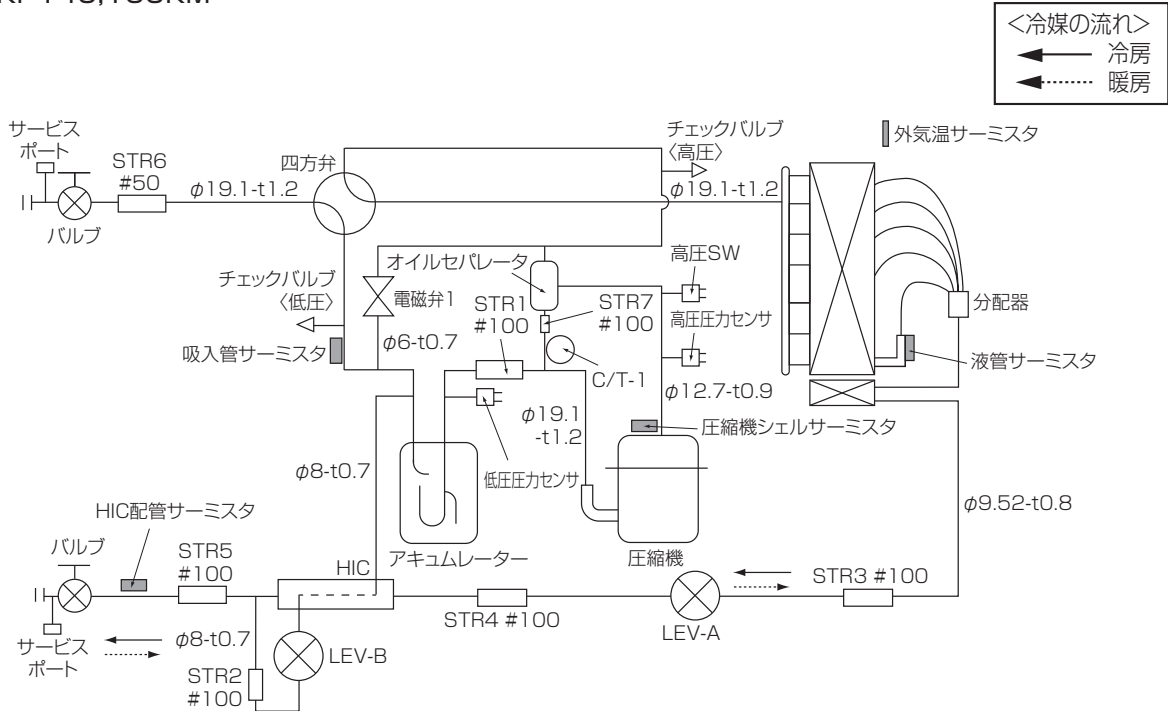 <冷媒の流れ>
冷房
暖房
サービス
ポート
STR6
#50
バルブ
φ19.1-t1.2
四方弁
チェックバルブ
〈高圧〉
φ19.1-t1.2
外気温サーミスタ
チェックバルブ
〈低圧〉
オイルセパレータ
高圧SW
電磁弁1
STR1
#100
STR7
#100
高圧圧力センサ
分配器
吸入管サーミスタ
φ6-t0.7
C/T-1
液管サーミスタ
φ12.7-t0.9
φ19.1
-t1.2
圧縮機シェルサーミスタ
φ8-t0.7
低圧圧力センサ
HIC配管サーミスタ
φ9.52-t0.8
バルブ
STR5
#100
アキュムレーター
圧縮機
HIC
STR3 #100
STR4 #100
LEV-A
サービス
ポート
φ8-t0.7
LEV-B
STR2
#100